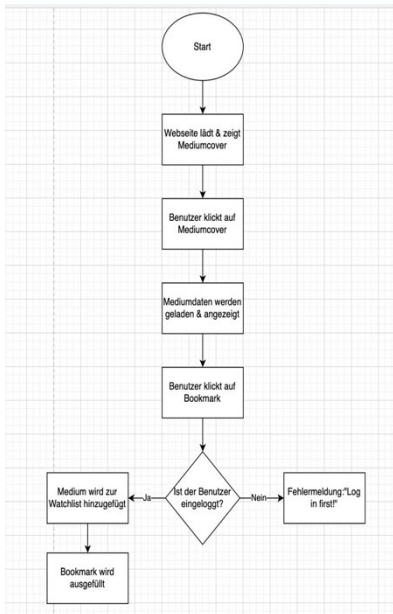 Start
Webseite lädt & zeigt
Mediumcover
Benutzer klickt auf
Mediumcover
Mediumdaten werden
geladen & angezeigt
Benutzer klickt auf
Bookmark
Ist der Benutzer
eingeloggt?
Ja
Nein
Medium wird zur
Watchlist hinzugefügt
Fehlermeldung:"Log
in first!"
Bookmark wird
ausgefüllt